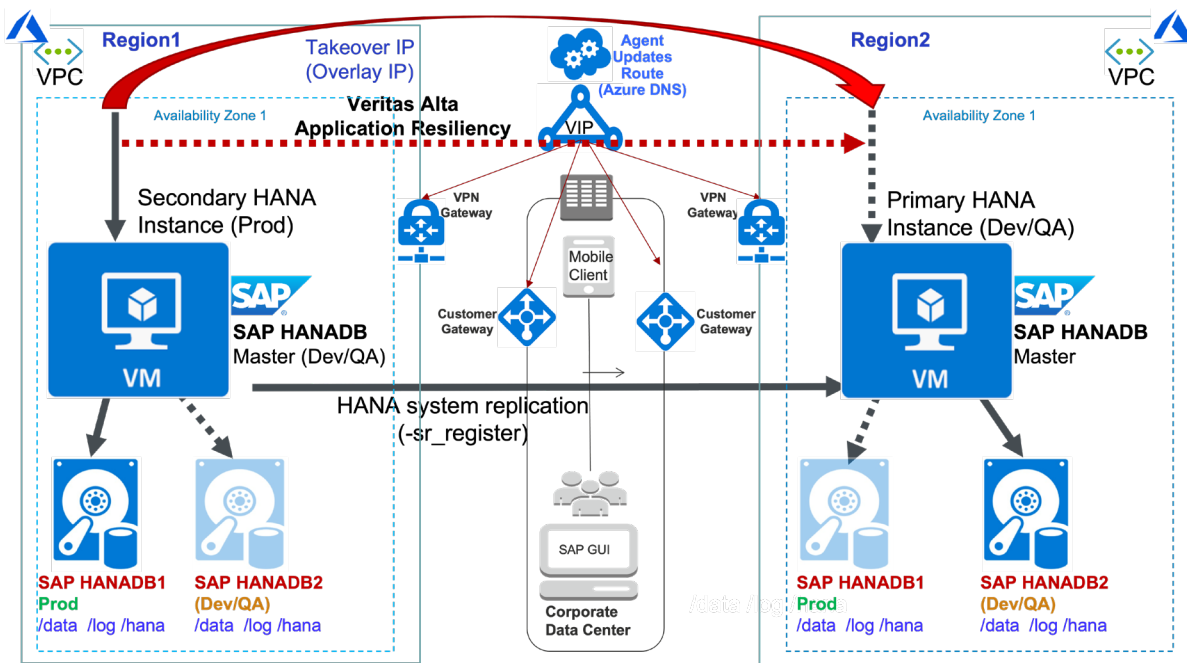 Region1
VPC
Takeover IP
(Overlay IP)
Agent
Updates
Route
(Azure DNS)
Region2
VPC
Availability Zone 1
Veritas Alta
Application Resiliency
VIP
Availability Zone 1
Secondary HANA
Instance (Prod)
VPN
Gateway
VPN
Gateway
Primary HANA
Instance (Dev/QA)
Mobile
Client
SAP
SAP HANADB
Master (Dev/QA)
VM
Customer
Gateway
Customer
Gateway
SAP
SAP HANADB
Master
VM
HANA system replication
(-sr_register)
SAP GUI
Corporate
Data Center
SAP HANADB1
Prod
/data /log /hana
SAP HANADB2
(Dev/QA)
/data /log /hana
/data /log /hana
SAP HANADB1
Prod
/data /log /hana
SAP HANADB2
(Dev/QA)
/data /log /hana